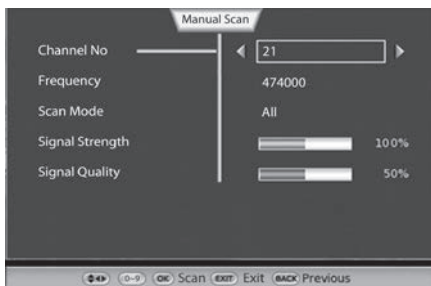 Manual Scan
Channel No 21
Frequency 474000
Scan Mode All
Signal Strength 100%
Signal Quality 50%
0~9 OK Scan EXIT Exit BACK Previous